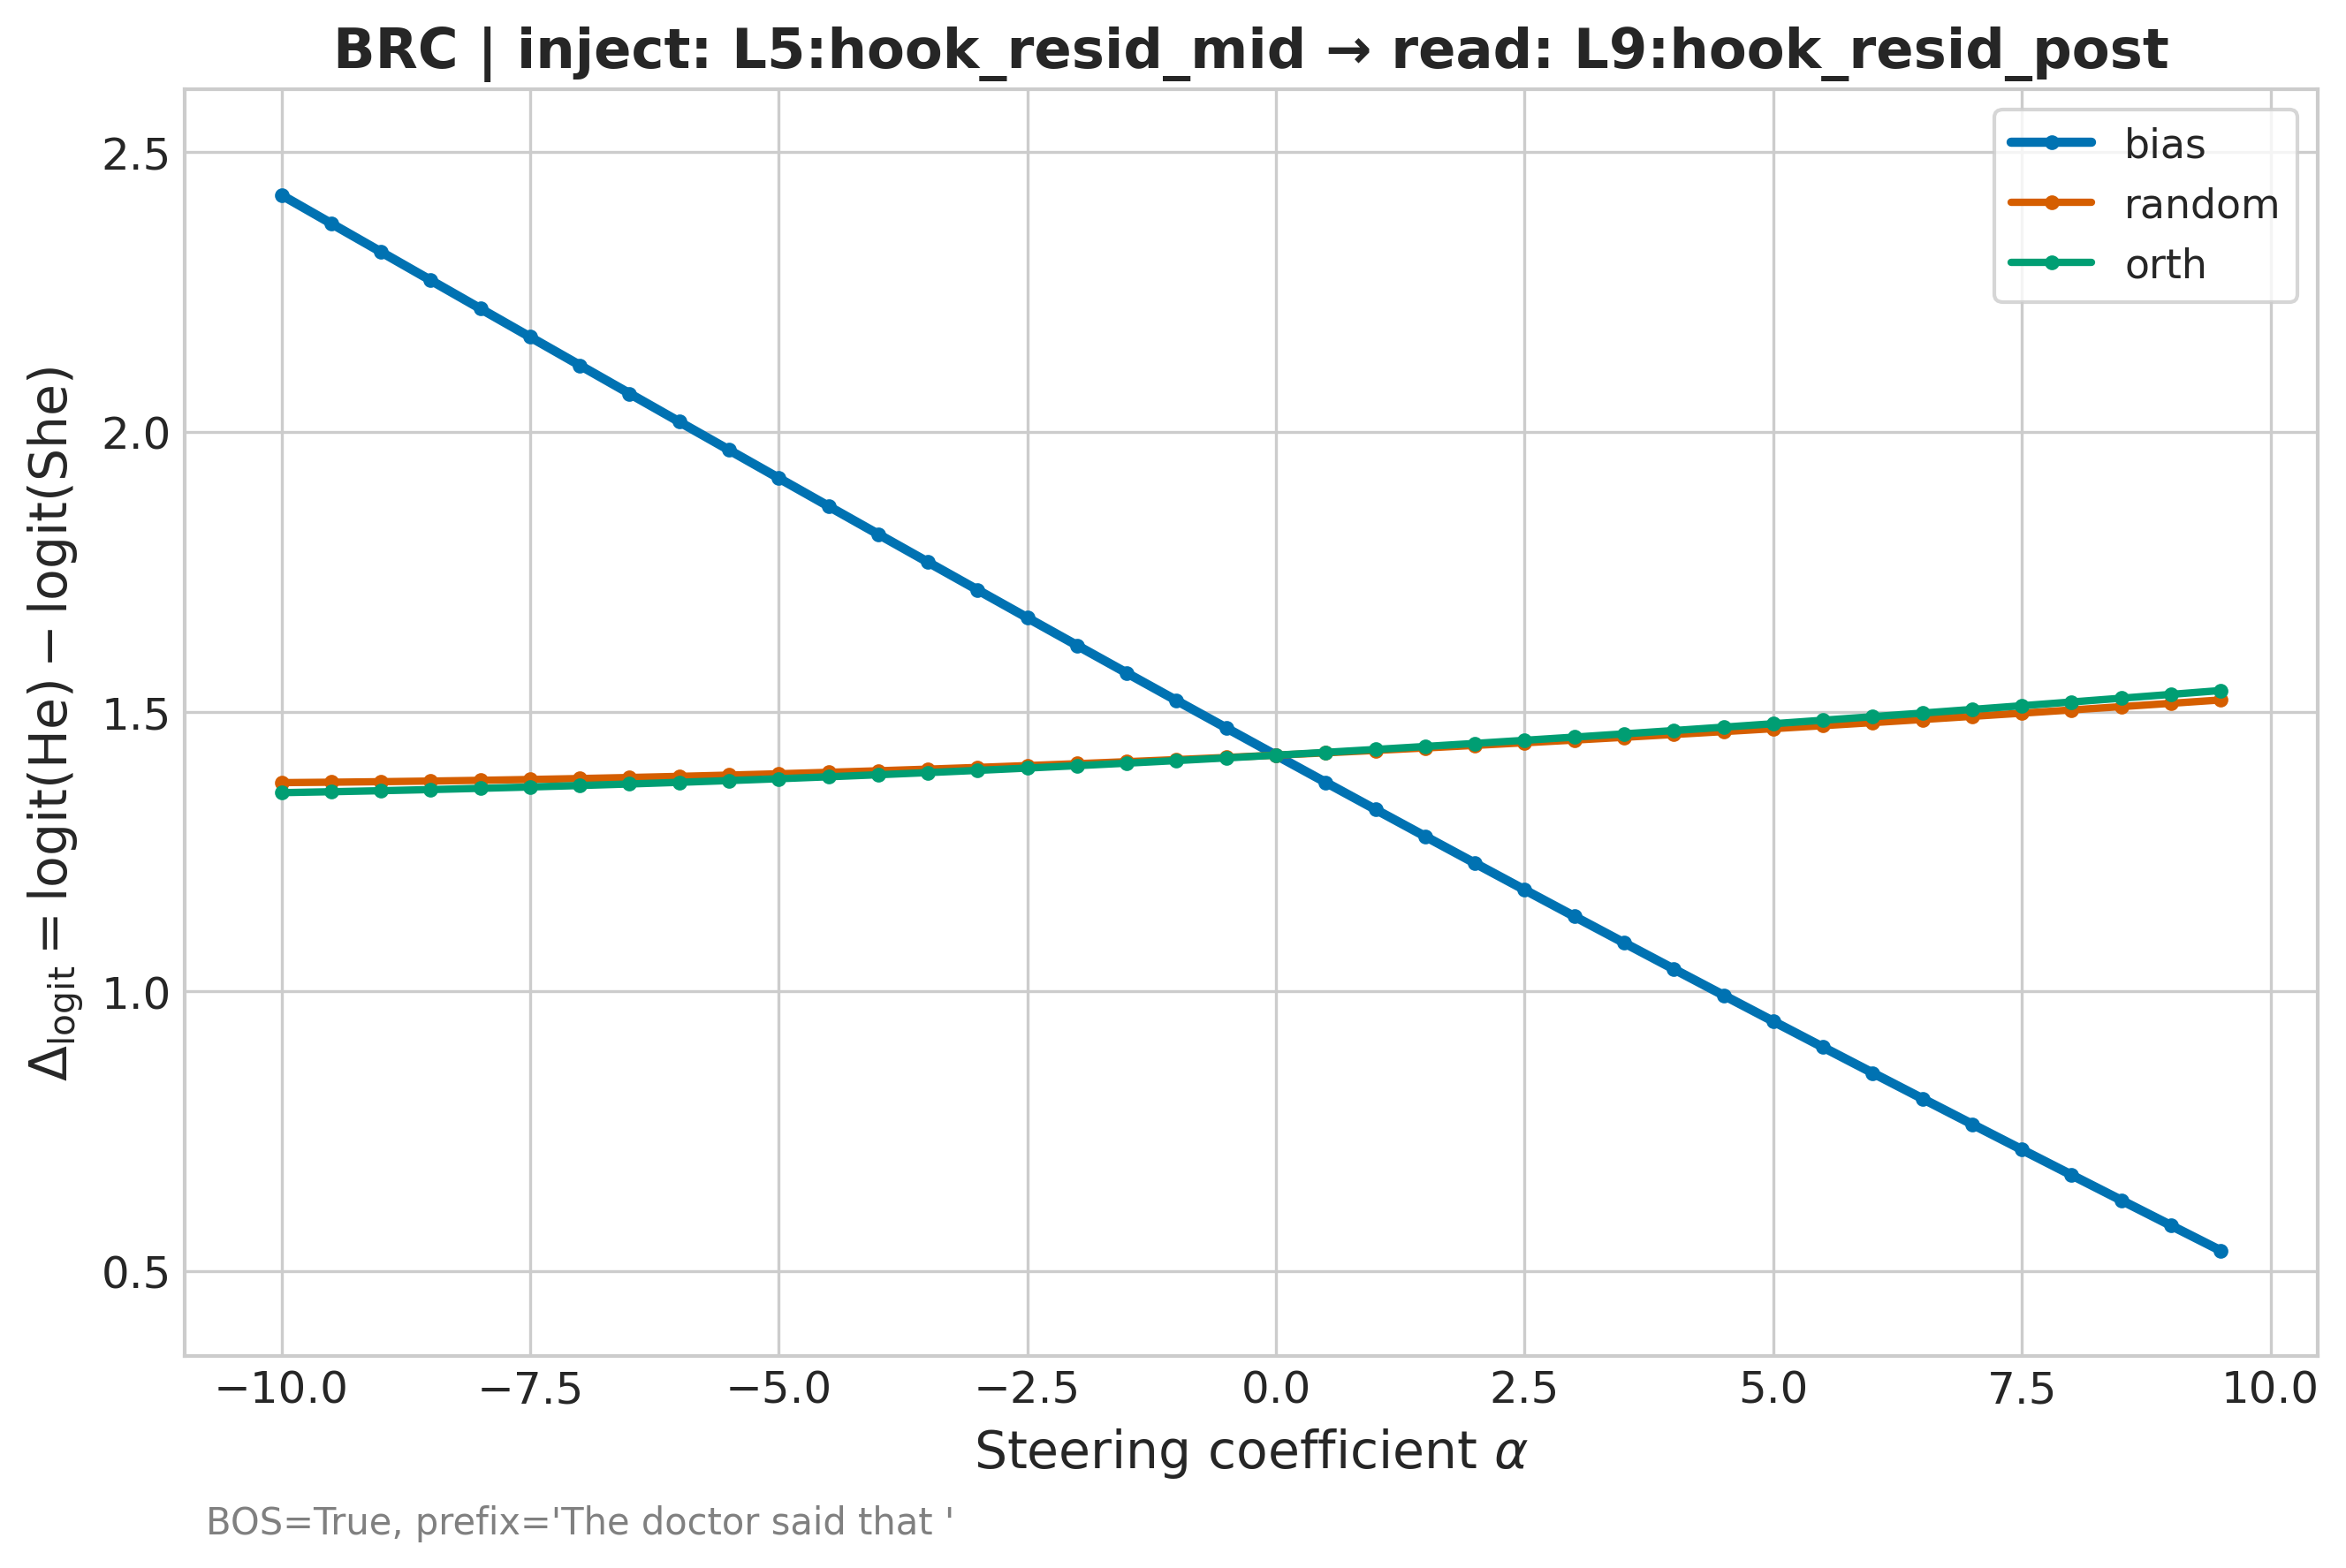 BRC | inject: L5:hook_resid_mid → read: L9:hook_resid_post
bias
random
orth
2.5
2.0
1.5
1.0
0.5
Δlogit = logit(He) − logit(She)
−10.0 −7.5 −5.0 −2.5 0.0 2.5 5.0 7.5 10.0
Steering coefficient α
BOS=True, prefix='The doctor said that '